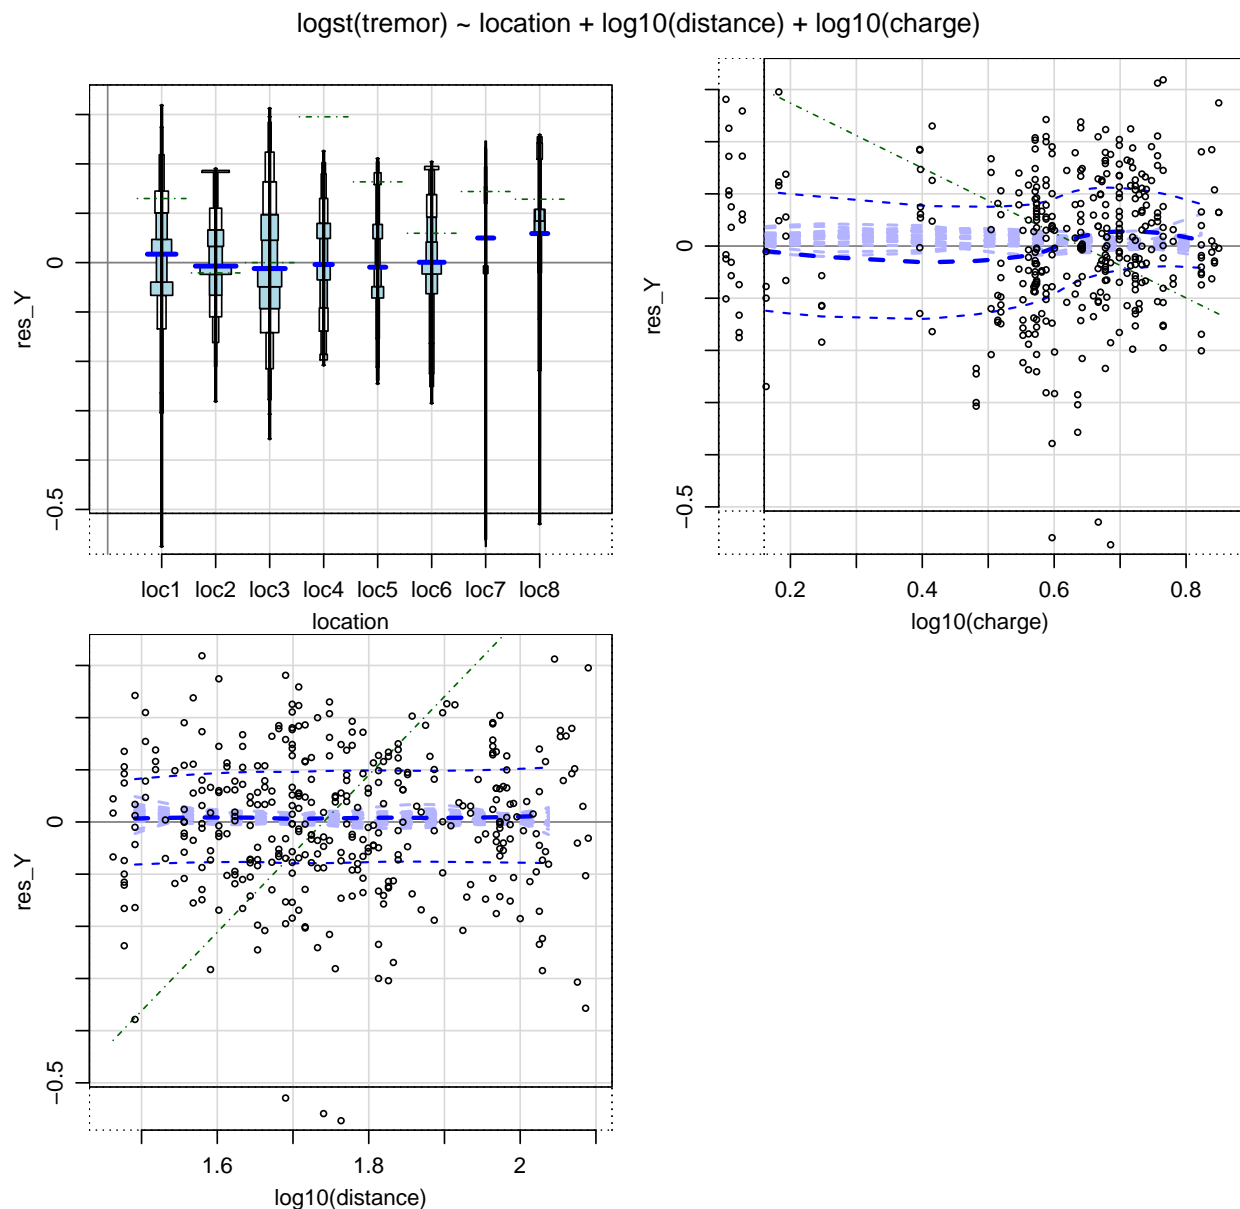 logst(tremor) ~ location + log10(distance) + log10(charge)
res_Y
0
−0.5
loc1 loc2 loc3 loc4 loc5 loc6 loc7 loc8
location
res_Y
0
−0.5
0.2 0.4 0.6 0.8
log10(charge)
res_Y
0
−0.5
1.6 1.8 2
log10(distance)